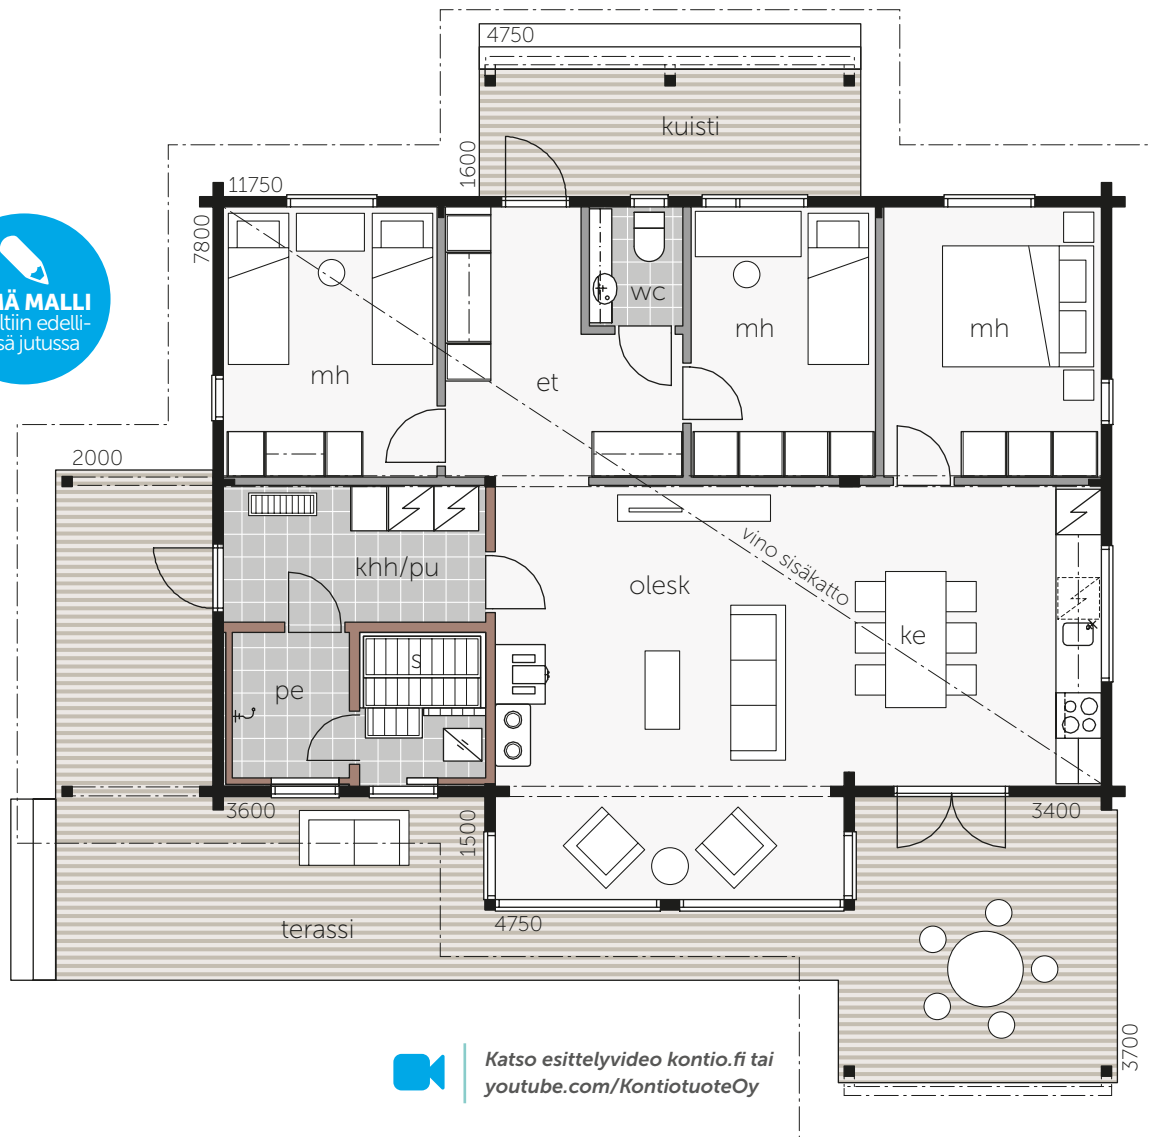 4750
kuisti
1600
11750
7800
MALLI
edelli-
jutussa
wc
mh
mh
mh
et
2000
khh/pu
olesk
vino sisäkatto
ke
s
pe
3600
1500
3400
4750
terassi
3700
Katso esittelyvideo kontio.fi tai
youtube.com/KontiotuoteOy